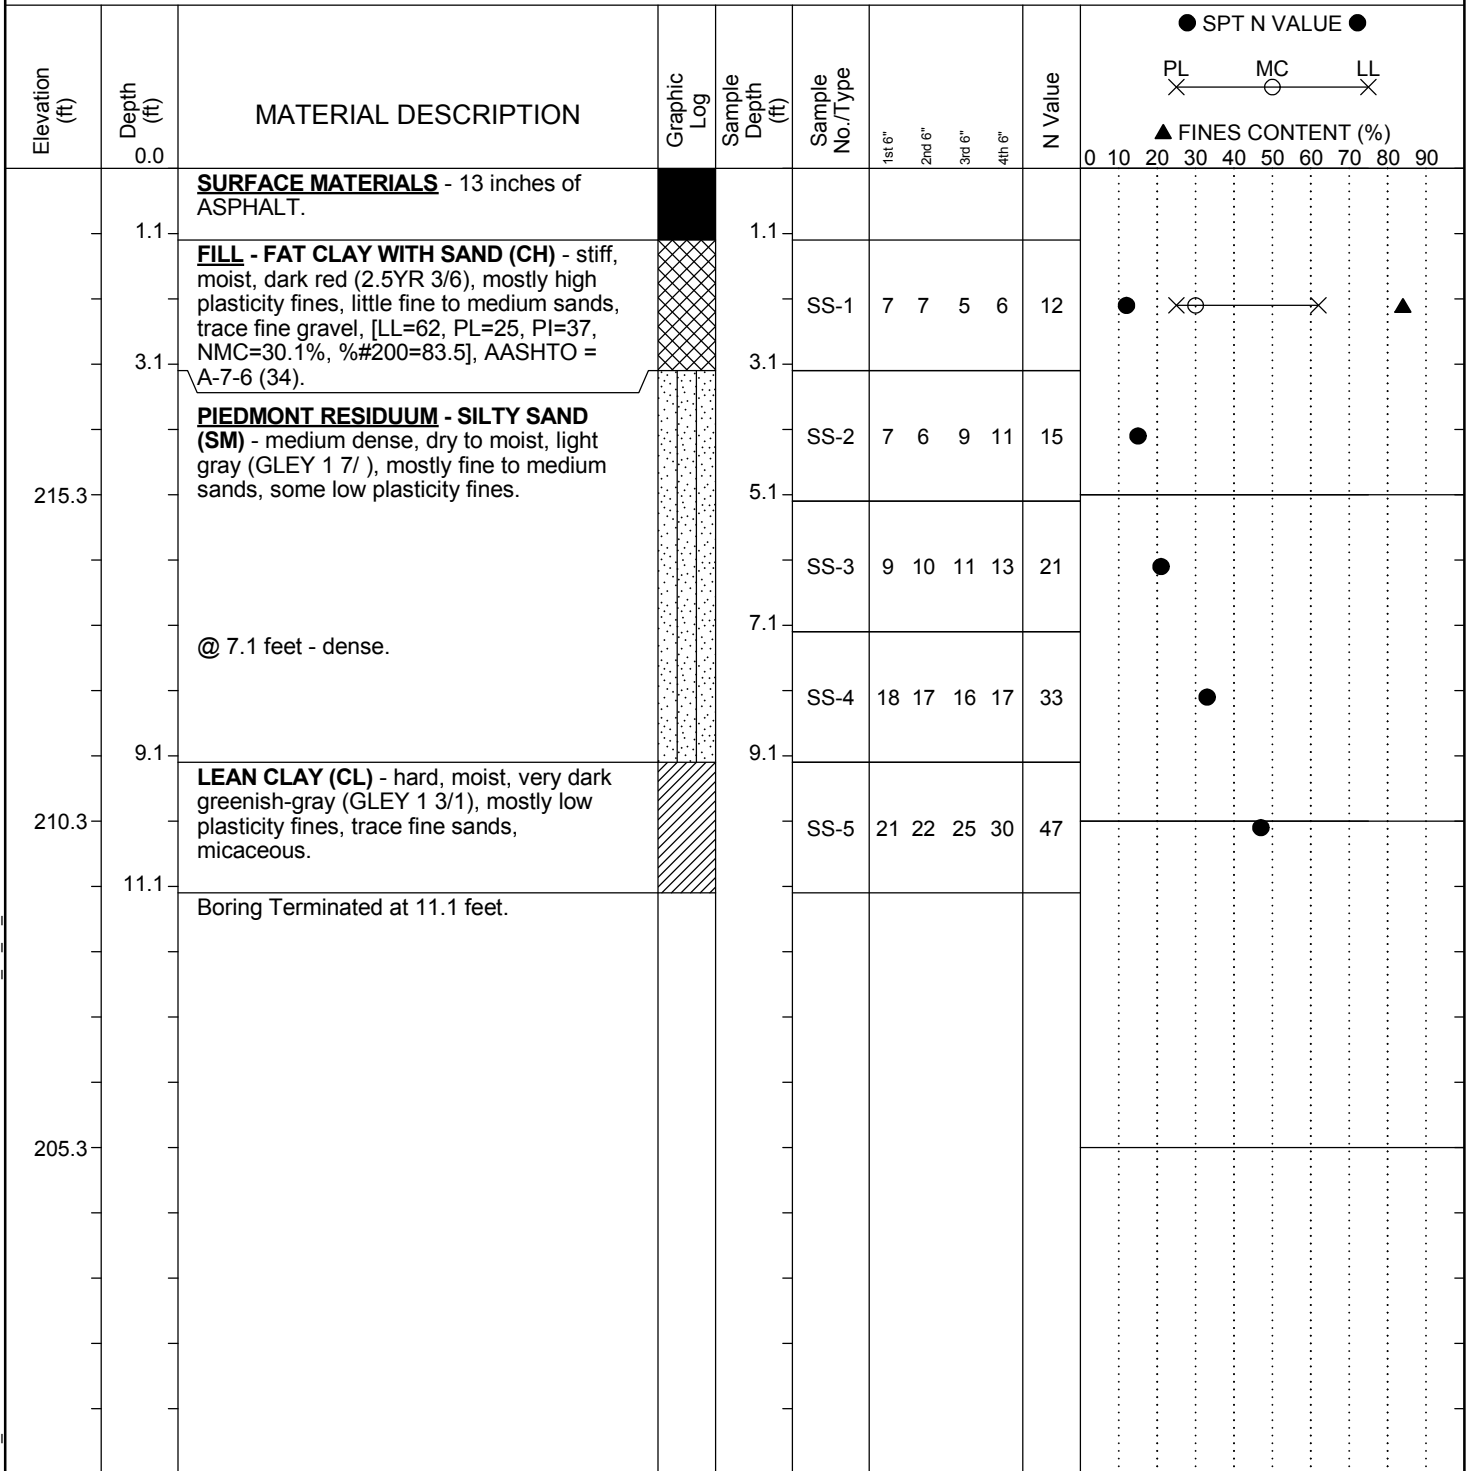 ● SPT N VALUE ●
PL MC LL
▲ FINES CONTENT (%)
0 10 20 30 40 50 60 70 80 90
Elevation (ft)
Depth (ft)
0.0
MATERIAL DESCRIPTION
Graphic Log
Sample Depth (ft)
Sample No./Type
1st 6"
2nd 6"
3rd 6"
4th 6"
N Value
SURFACE MATERIALS - 13 inches of
ASPHALT.
1.1 1.1
FILL - FAT CLAY WITH SAND (CH) - stiff,
moist, dark red (2.5YR 3/6), mostly high
plasticity fines, little fine to medium sands,
trace fine gravel, [LL=62, PL=25, PI=37,
NMC=30.1%, %#200=83.5], AASHTO =
A-7-6 (34).
SS-1 7 7 5 6 12
3.1 3.1
PIEDMONT RESIDUUM - SILTY SAND
(SM) - medium dense, dry to moist, light
gray (GLEY 1 7/ ), mostly fine to medium
sands, some low plasticity fines.
SS-2 7 6 9 11 15
215.3 5.1
SS-3 9 10 11 13 21
7.1
@ 7.1 feet - dense.
SS-4 18 17 16 17 33
9.1 9.1
LEAN CLAY (CL) - hard, moist, very dark
greenish-gray (GLEY 1 3/1), mostly low
plasticity fines, trace fine sands,
micaceous.
210.3
SS-5 21 22 25 30 47
11.1
Boring Terminated at 11.1 feet.
205.3